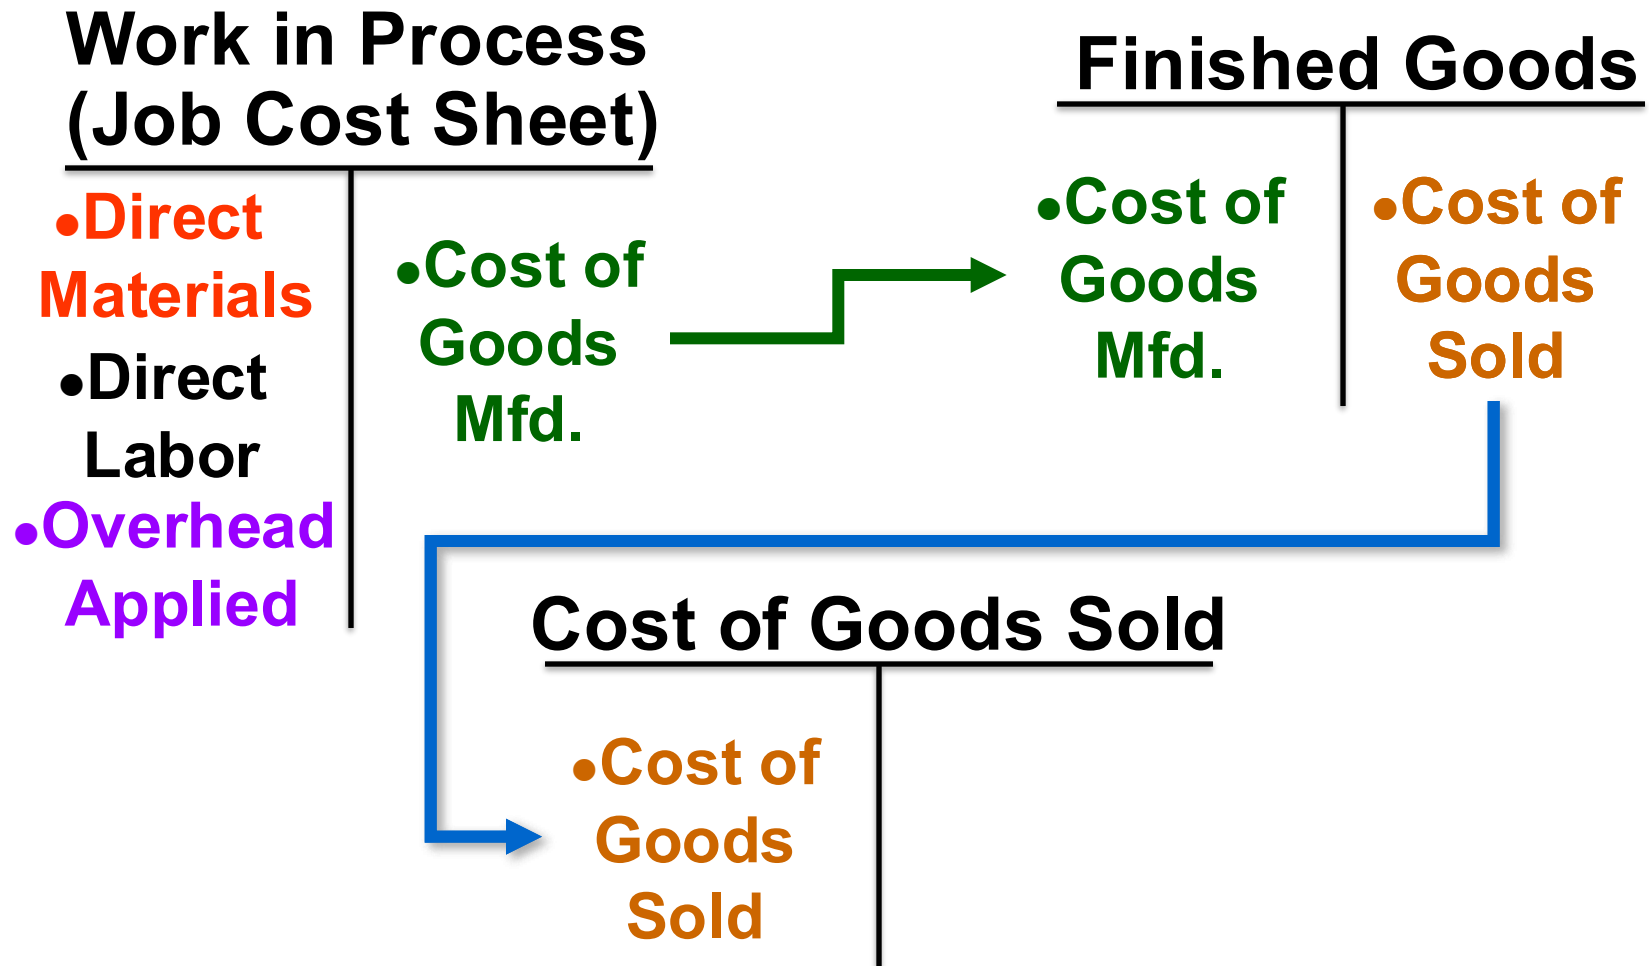 Work in Process
(Job Cost Sheet)
•Direct
Materials
•Direct
Labor
•Overhead
Applied
•Cost of
Goods
Mfd.
Finished Goods
•Cost of
Goods
Mfd.
•Cost of
Goods
Sold
Cost of Goods Sold
•Cost of
Goods
Sold